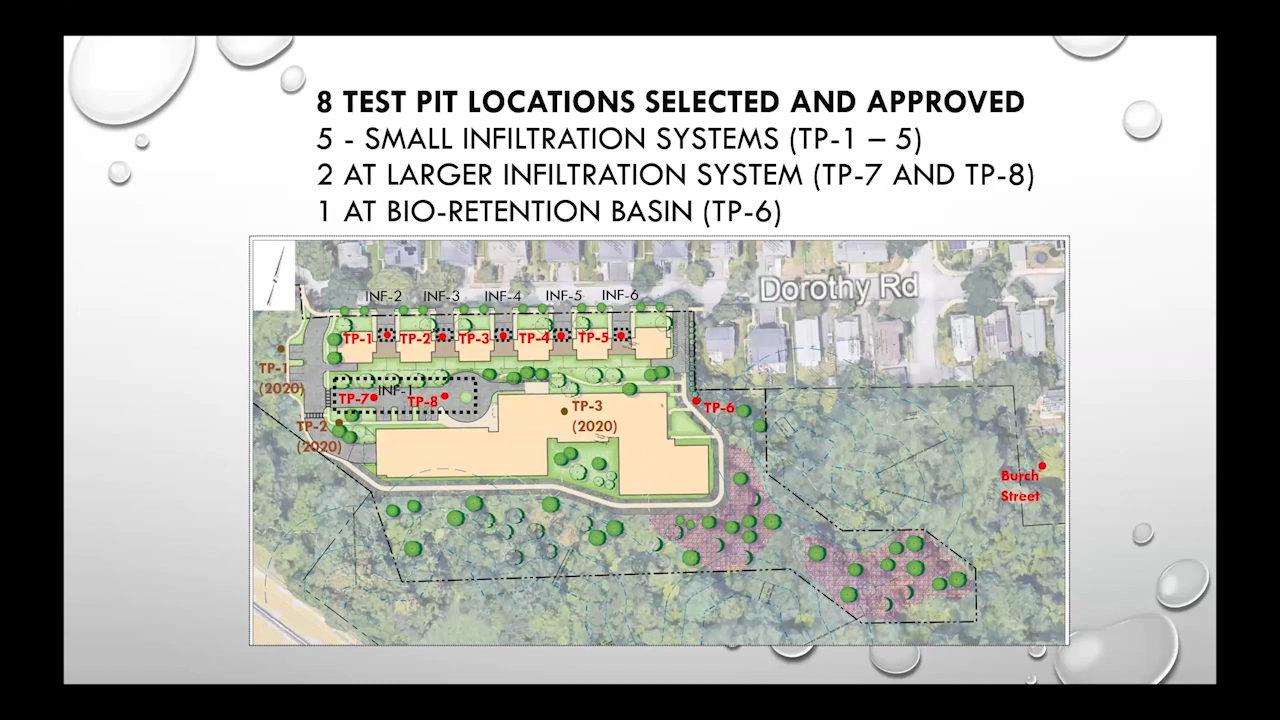 8 TEST PIT LOCATIONS SELECTED AND APPROVED
5 - SMALL INFILTRATION SYSTEMS (TP-1 – 5)
2 AT LARGER INFILTRATION SYSTEM (TP-7 AND TP-8)
1 AT BIO-RETENTION BASIN (TP-6)
Dorothy Rd
INF-2 INF-3 INF-4 INF-5 INF-6
TP-1 TP-2 TP-3 TP-4 TP-5
TP-1
(2020)
INF-1
TP-7 TP-8
TP-3
(2020)
TP-6
TP-2
(2020)
Burch
Street